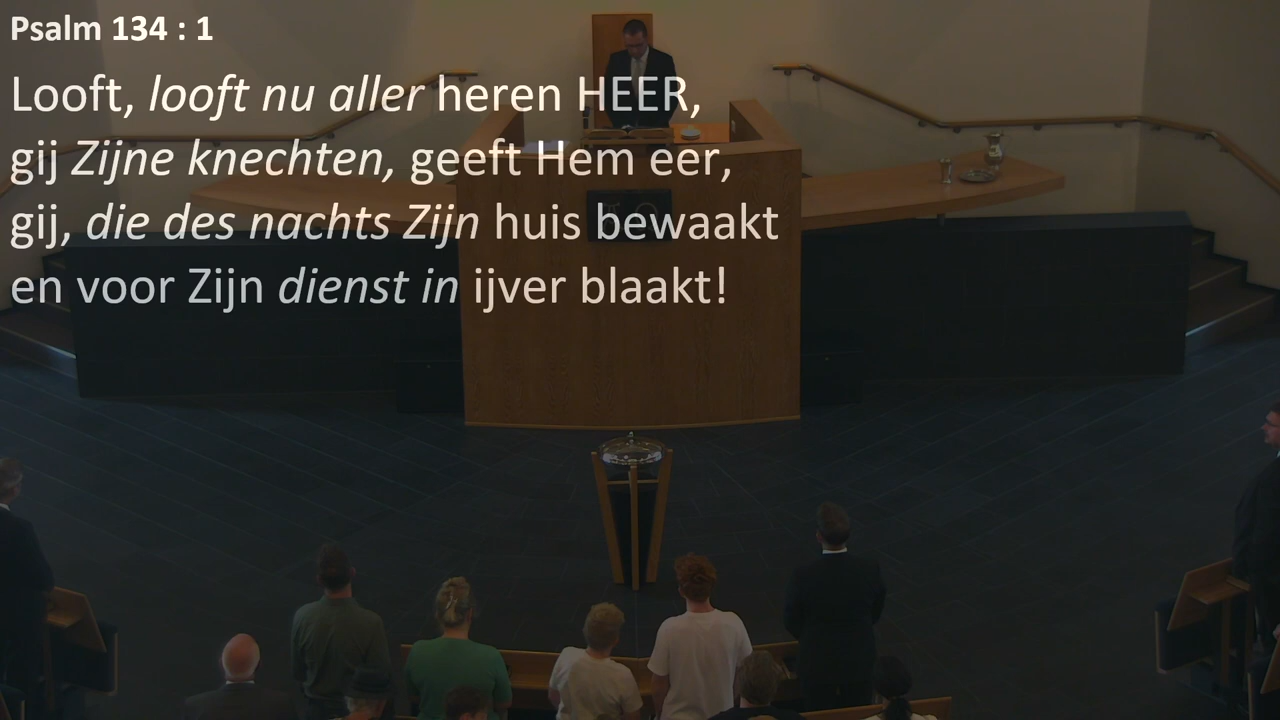 Psalm 134 : 1
Looft, looft nu aller heren HEER,
gij Zijne knechten, geeft Hem eer,
gij, die des nachts Zijn huis bewaakt
en voor Zijn dienst in ijver blaakt!